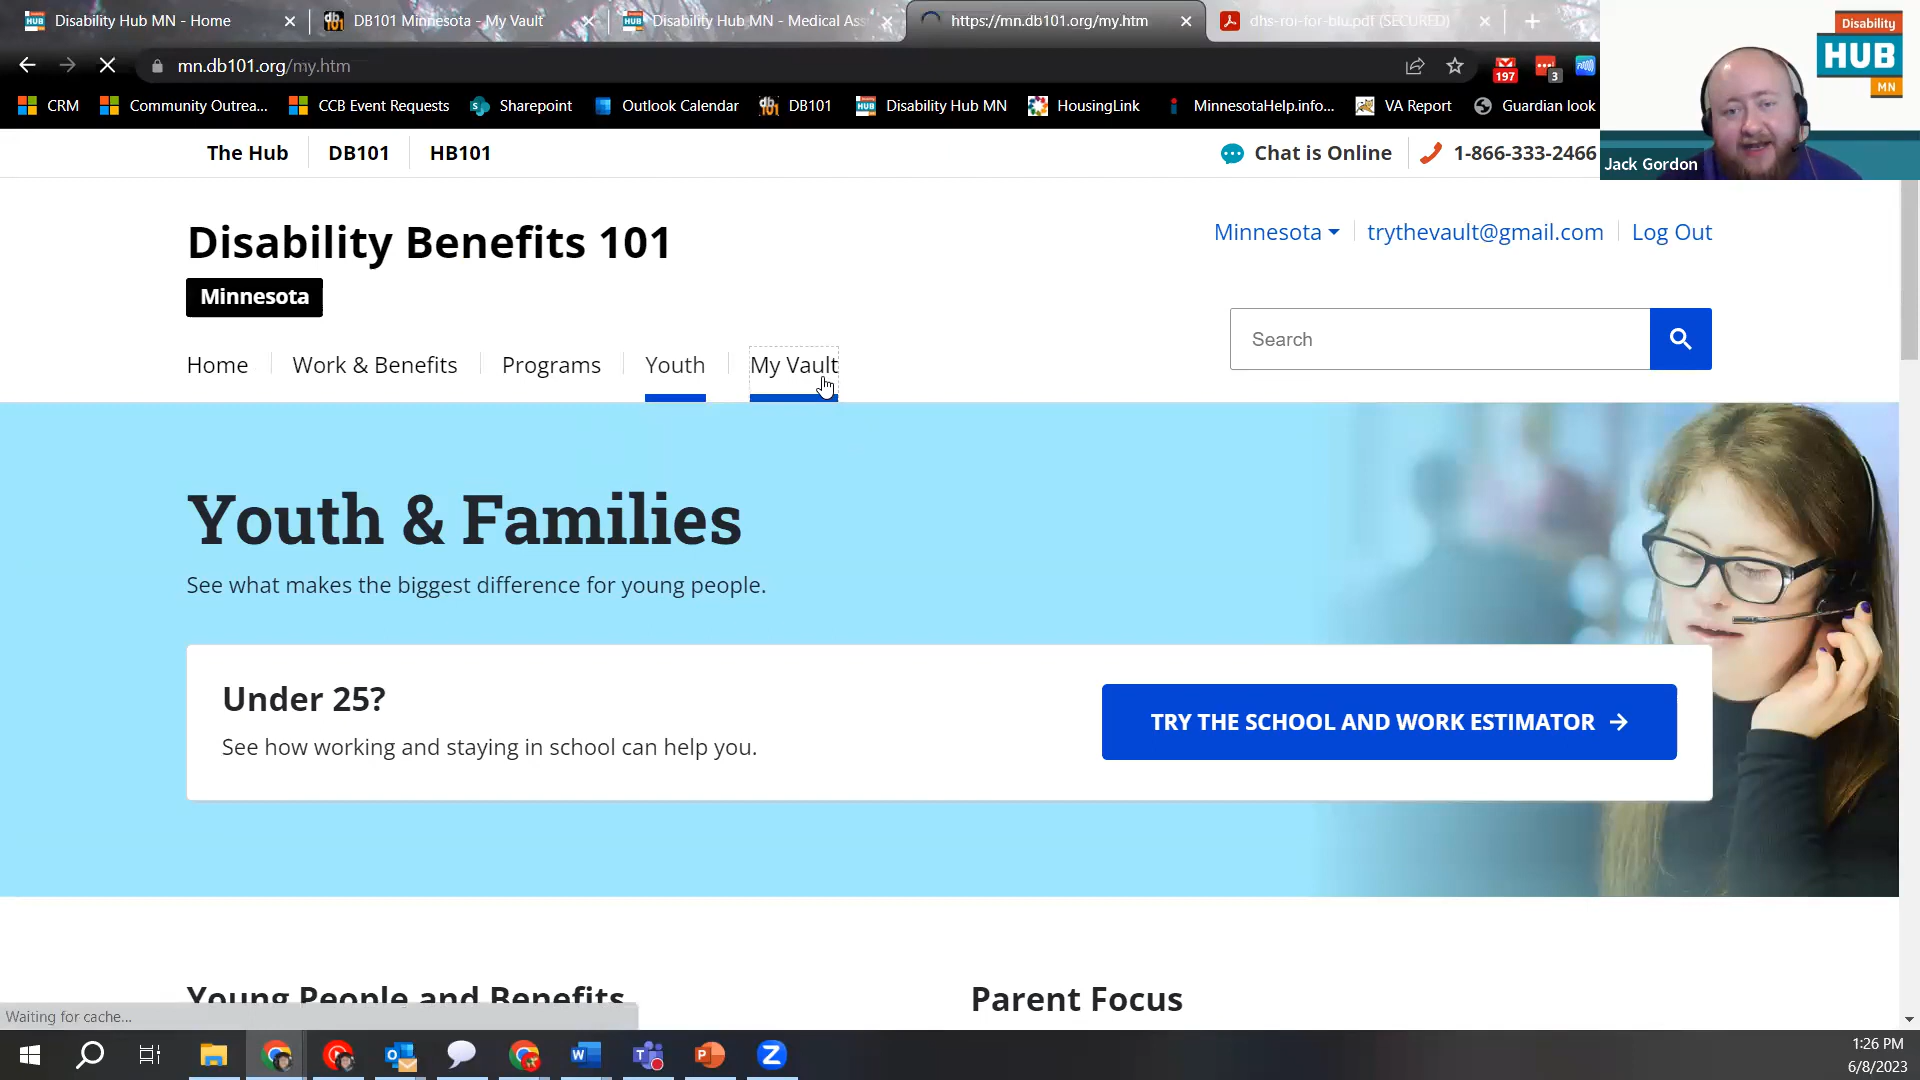 Disability Hub MN - Home
DB101 Minnesota - My Vault
Disability Hub MN - Medical Ass
https://mn.db101.org/my.htm
dhs-roi-for-blu.pdf (SECURED)
mn.db101.org/my.htm
197
3
CRM
Community Outrea...
CCB Event Requests
Sharepoint
Outlook Calendar
DB101
Disability Hub MN
HousingLink
MinnesotaHelp.info...
VA Report
Guardian look
Disability
HUB
MN
Jack Gordon
The Hub
DB101
HB101
Chat is Online
1-866-333-2466
Disability Benefits 101
Minnesota
Minnesota
trythevault@gmail.com
Log Out
Search
Home
Work & Benefits
Programs
Youth
My Vault
Youth & Families
See what makes the biggest difference for young people.
Under 25?
See how working and staying in school can help you.
TRY THE SCHOOL AND WORK ESTIMATOR →
Young People and Benefits
Parent Focus
Waiting for cache...
1:26 PM
6/8/2023